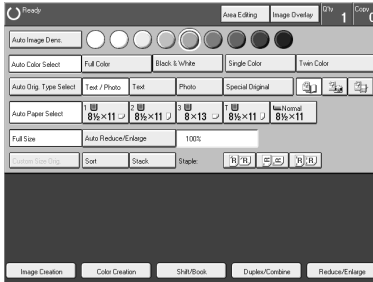 Ready Area Editing Image Overlay Q'ty 1 Copy 0
Auto Image Dens.
Auto Color Select Full Color Black & White Single Color Twin Color
Auto Orig. Type Select Text / Photo Text Photo Special Original
Auto Paper Select 1 8½×11 2 8½×11 3 8×13 T 8½×11 Normal 8½×11
Full Size Auto Reduce/Enlarge 100%
Custom Size Orig. Sort Stack Staple: R R R R R R
Image Creation Color Creation Shift/Book Duplex/Combine Reduce/Enlarge